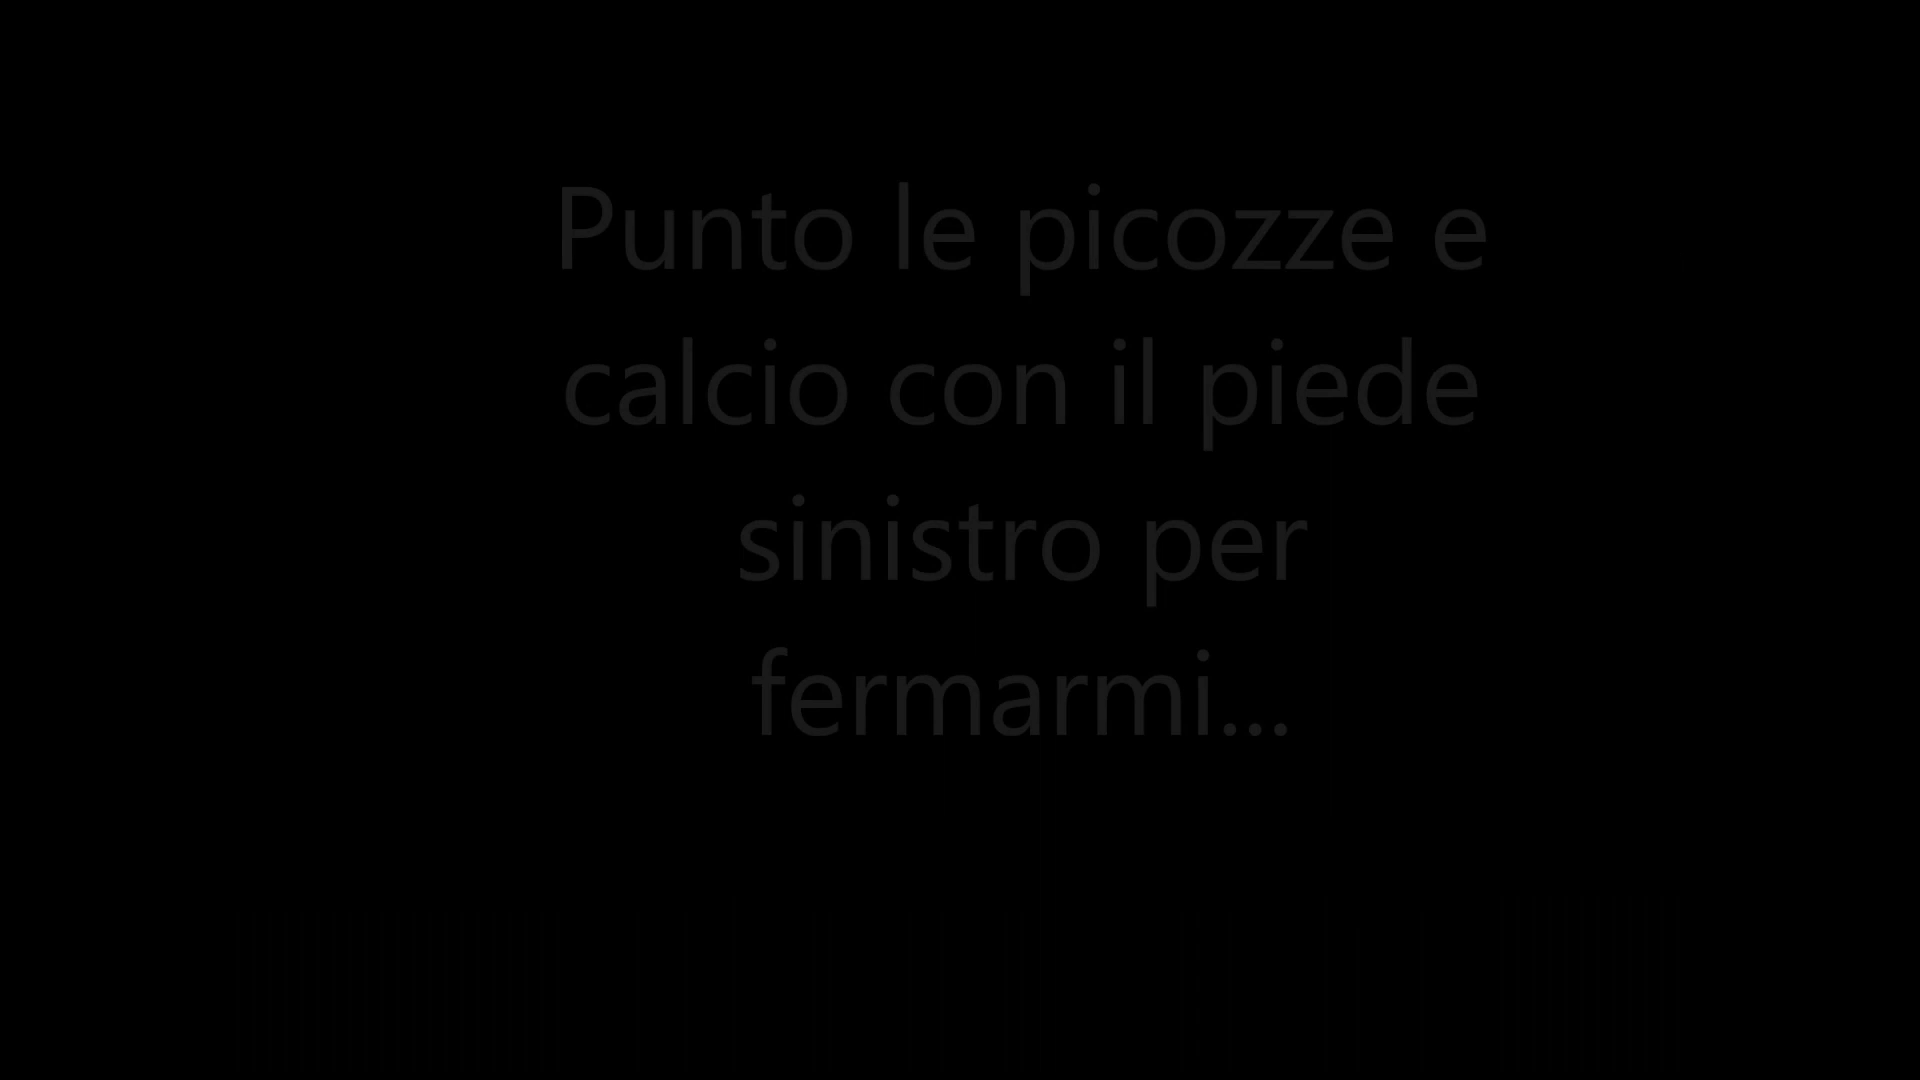 Punto le picozze e
calcio con il piede
sinistro per
fermarmi...